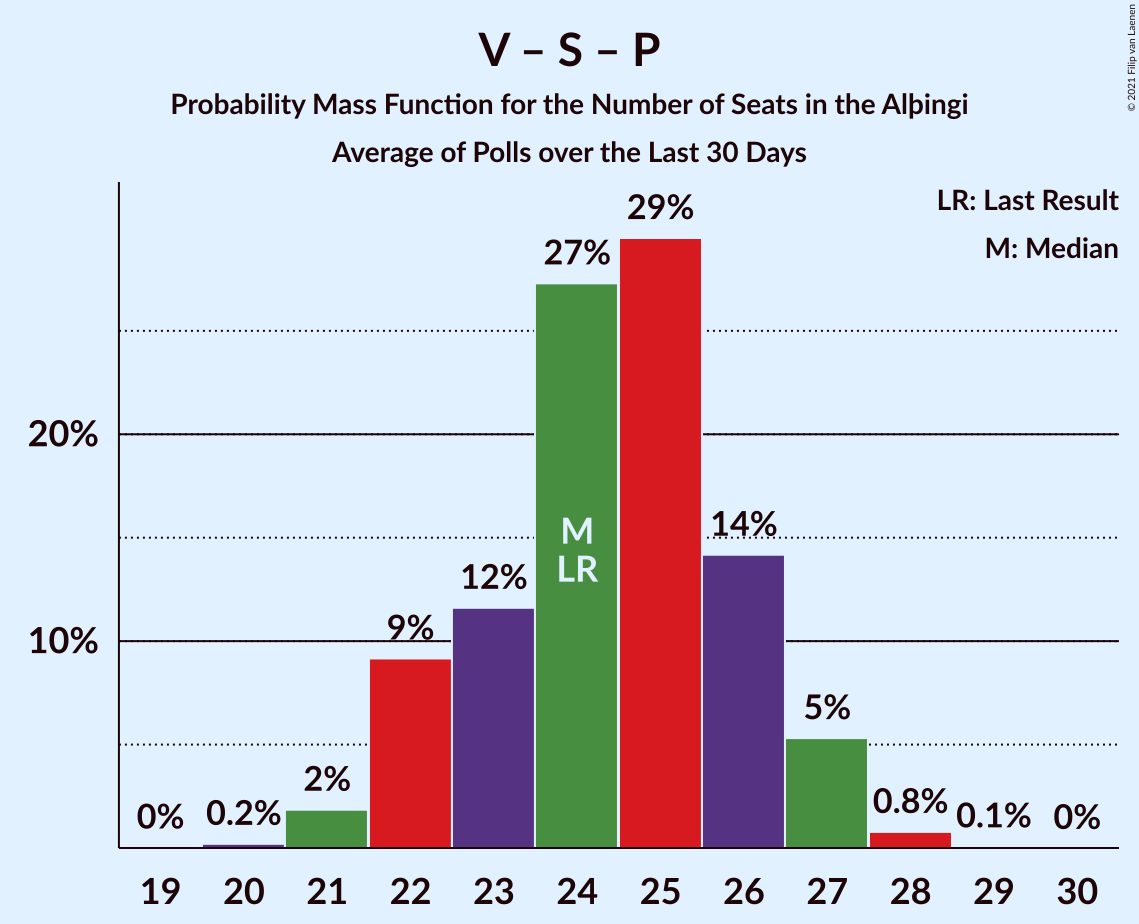 V – S – P
Probability Mass Function for the Number of Seats in the Alþingi
Average of Polls over the Last 30 Days
© 2021 Filip van Laenen
LR: Last Result
M: Median
29%
27%
20%
M
LR
14%
12%
10%
9%
5%
2%
0%
0.2%
0.8%
0.1%
0%
19 20 21 22 23 24 25 26 27 28 29 30